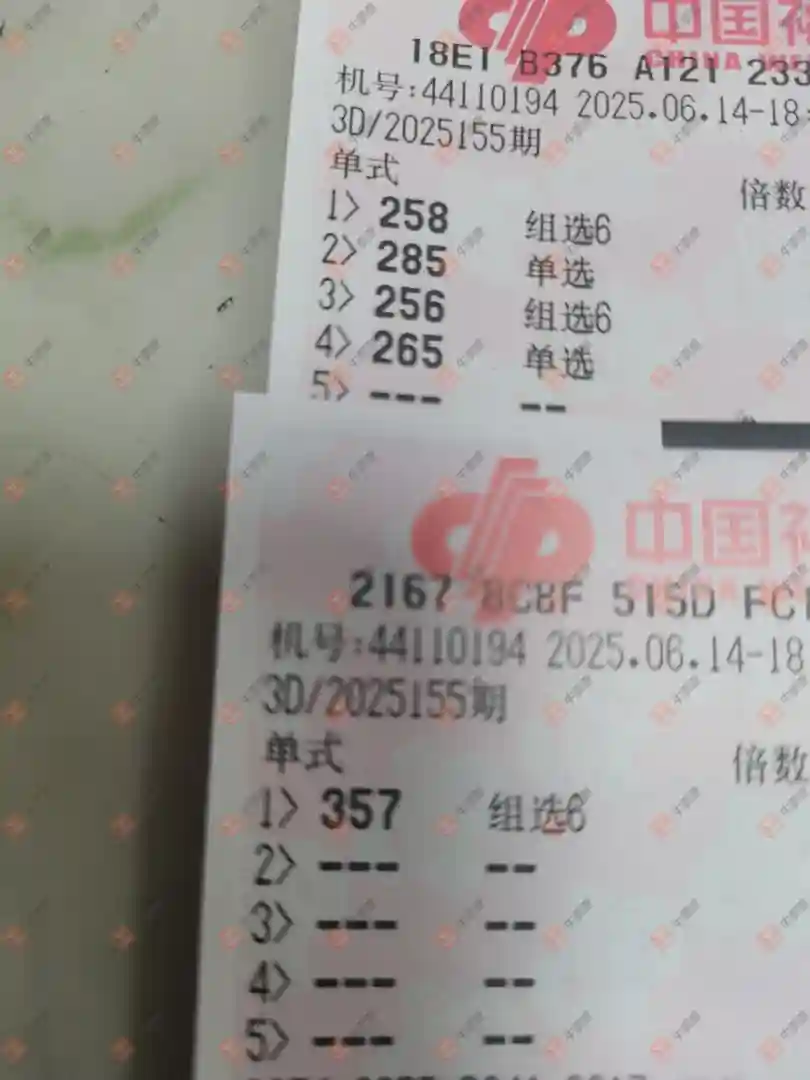 中国福
CHINA WE
18E1 B376 A121 233
机号:44110194 2025.06.14-18
3D/2025155期
单式
倍数
1> 258 组选6
2> 285 单选
3> 256 组选6
4> 265 单选
5> --- --
中国福
2167 8C8F 515D FC1
机号:44110194 2025.06.14-18
3D/2025155期
单式
倍数
1> 357 组选6
2> --- --
3> --- --
4> --- --
5> --- --